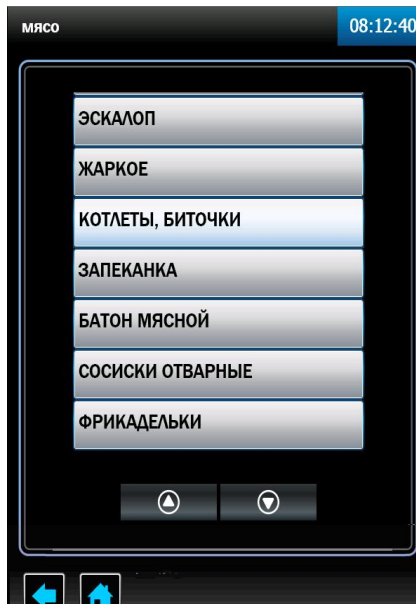 мясо
08:12:40
ЭСКАЛОП
ЖАРКОЕ
КОТЛЕТЫ, БИТОЧКИ
ЗАПЕКАНКА
БАТОН МЯСНОЙ
СОСИСКИ ОТВАРНЫЕ
ФРИКАДЕЛЬКИ